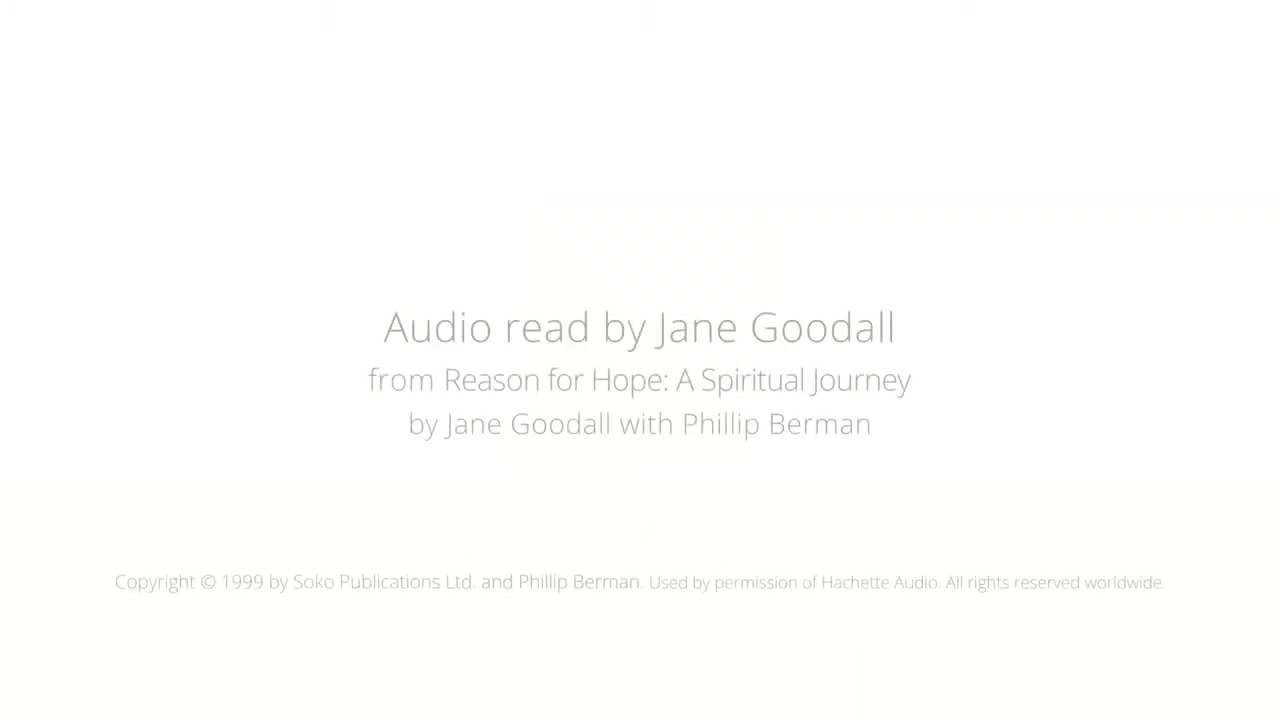 Audio read by Jane Goodall
from Reason for Hope: A Spiritual Journey
by Jane Goodall with Phillip Berman
Copyright © 1999 by Soko Publications Ltd. and Phillip Berman. Used by permission of Hachette Audio. All rights reserved worldwide